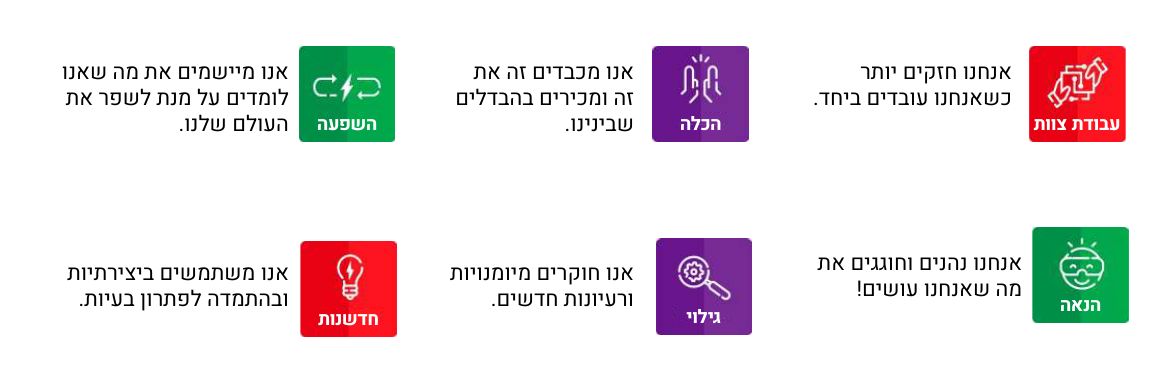 אנחנו חזקים יותר
כשאנחנו עובדים ביחד.
עבודת צוות
אנו מכבדים זה את
זה ומכירים בהבדלים
שבינינו.
הכלה
אנו מיישמים את מה שאנו
לומדים על מנת לשפר את
העולם שלנו.
השפעה
אנחנו נהנים וחוגגים את
מה שאנחנו עושים!
הנאה
אנו חוקרים מיומנויות
ורעיונות חדשים.
גילוי
אנו משתמשים ביצירתיות
ובהתמדה לפתרון בעיות.
חדשנות